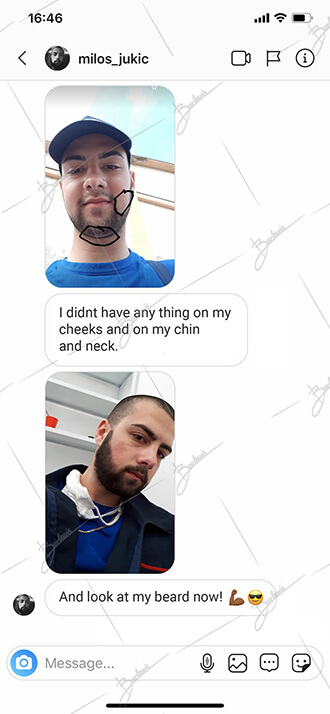 16:46
milos_jukic
I didnt have any thing on my
cheeks and on my chin
and neck.
And look at my beard now! 💪🏾😎
Message...